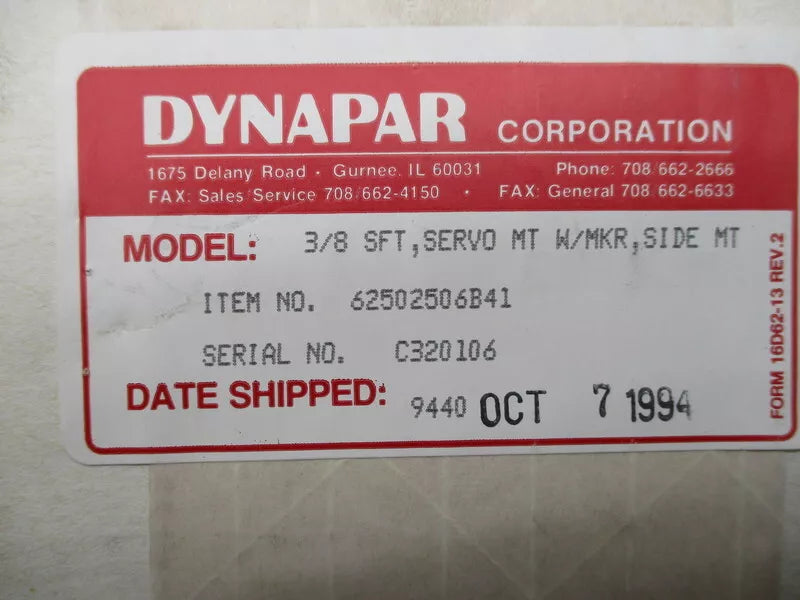 DYNAPAR CORPORATION
1675 Delany Road · Gurnee, IL 60031 Phone: 708/662-2666
FAX: Sales/Service 708/662-4150 · FAX: General 708/662-6633
MODEL: 3/8 SFT,SERVO MT W/MKR,SIDE MT
ITEM NO. 62502506B41
SERIAL NO. C320106
DATE SHIPPED: 9440 OCT 7 1994
FORM 16D62-13 REV.2